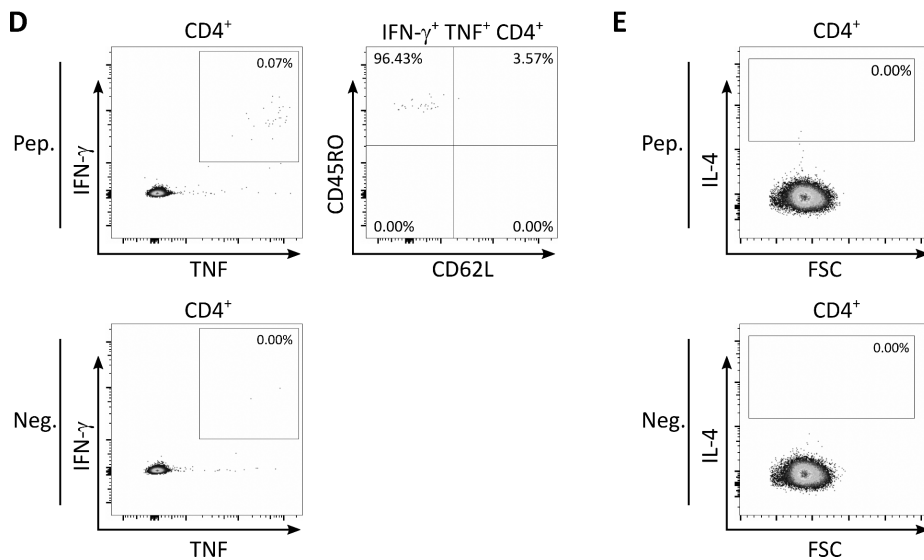 D
CD4⁺
IFN-γ⁺ TNF⁺ CD4⁺
E
CD4⁺
Pep.
IFN-γ
0.07%
TNF
CD45RO
96.43%
3.57%
0.00%
0.00%
CD62L
Pep.
IL-4
0.00%
FSC
CD4⁺
Neg.
IFN-γ
0.00%
TNF
CD4⁺
Neg.
IL-4
0.00%
FSC